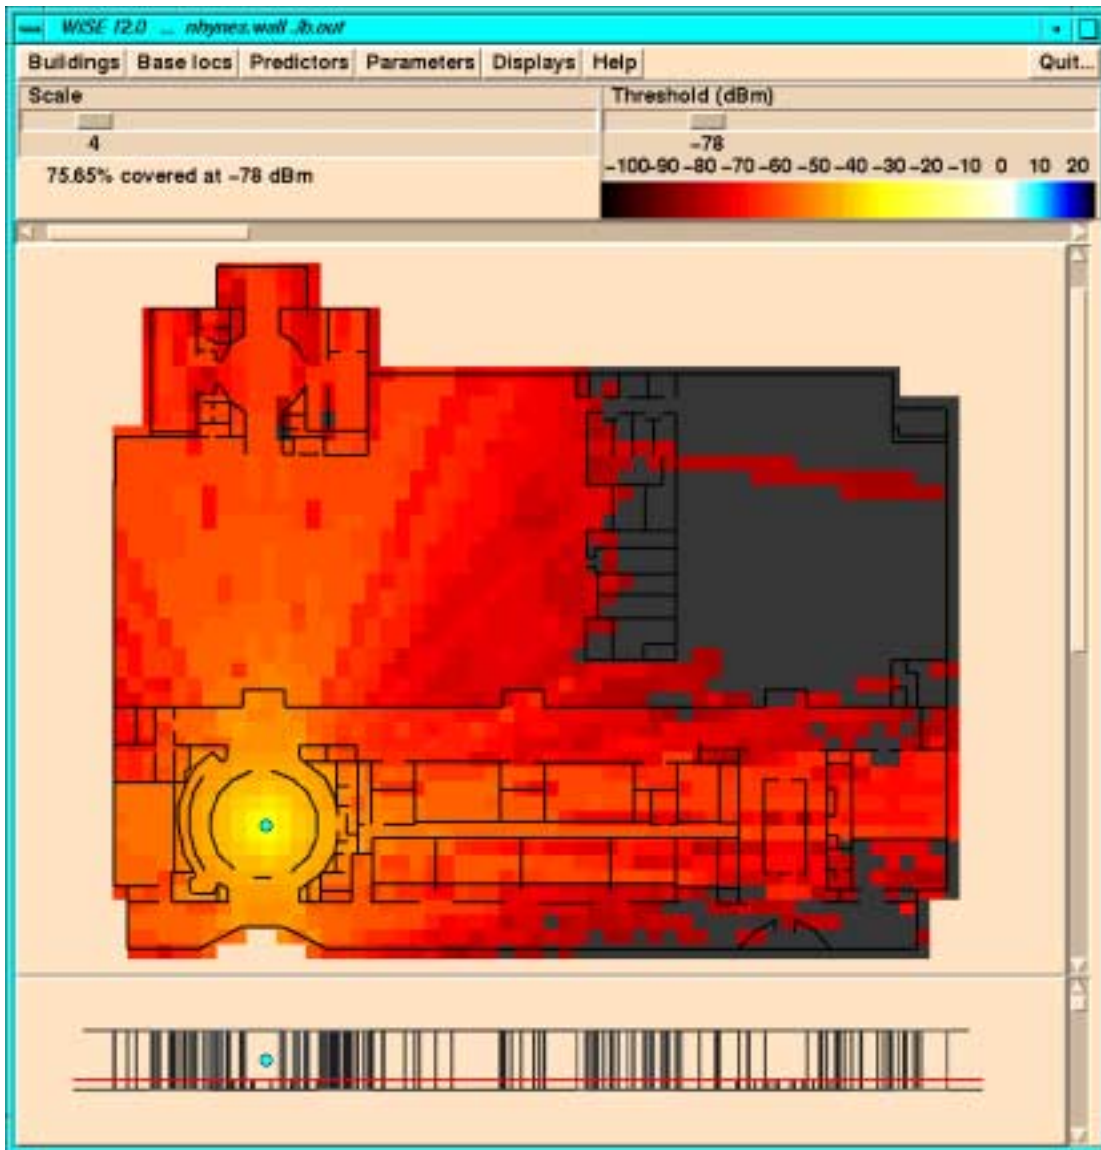 WISE 12.0 ... nhynes.wall ./b.out
Buildings Base locs Predictors Parameters Displays Help Quit...
Scale Threshold (dBm)
4 -78
75.65% covered at -78 dBm
-100-90 -80 -70 -60 -50 -40 -30 -20 -10 0 10 20